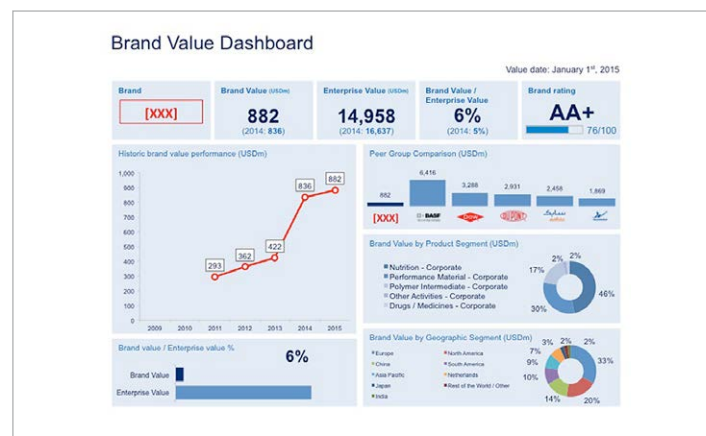 Brand Value Dashboard
Value date: January 1st, 2015
Brand
[XXX]
Brand Value (USDm)
882
(2014: 836)
Enterprise Value (USDm)
14,958
(2014: 16,637)
Brand Value /
Enterprise Value
6%
(2014: 5%)
Brand rating
AA+
76/100
Historic brand value performance (USDm)
1,000
900
800
700
600
500
400
300
200
100
0
293
362
422
836
882
2009 2010 2011 2012 2013 2014 2015
Peer Group Comparison (USDm)
882 6,416 3,288 2,931 2,458 1,869
[XXX] BASF DOW DUPONT
Brand Value by Product Segment (USDm)
Nutrition - Corporate
Performance Material - Corporate
Polymer Intermediate - Corporate
Other Activities - Corporate
Drugs / Medicines - Corporate
2% 2%
17%
46%
30%
Brand value / Enterprise value %
6%
Brand Value
Enterprise Value
Brand Value by Geographic Segment (USDm)
Europe North America
China South America
Asia Pacific Netherlands
Japan Rest of the World / Other
India
3% 2% 2%
7%
9%
10%
14%
20%
33%